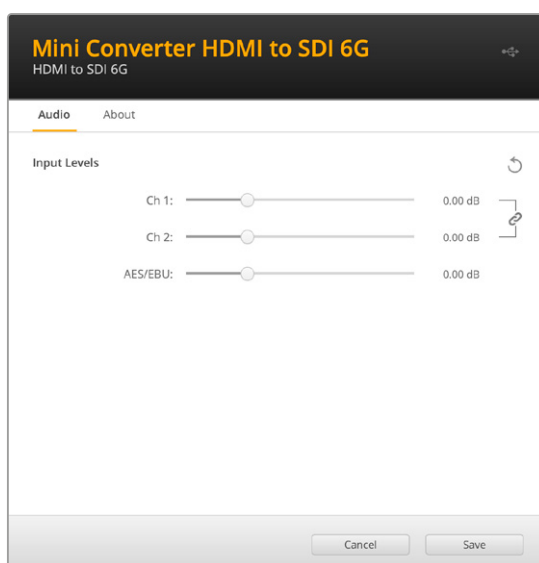 Mini Converter HDMI to SDI 6G
HDMI to SDI 6G
Audio About
Input Levels
Ch 1: 0.00 dB
Ch 2: 0.00 dB
AES/EBU: 0.00 dB
Cancel Save